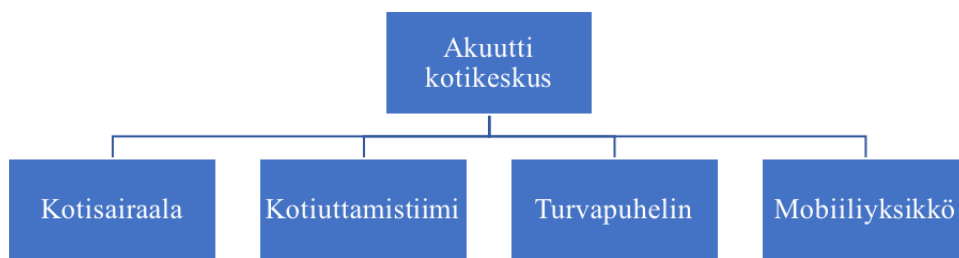 Akuutti
kotikeskus
Kotisairaala
Kotiuttamistiimi
Turvapuhelin
Mobiiliyksikkö